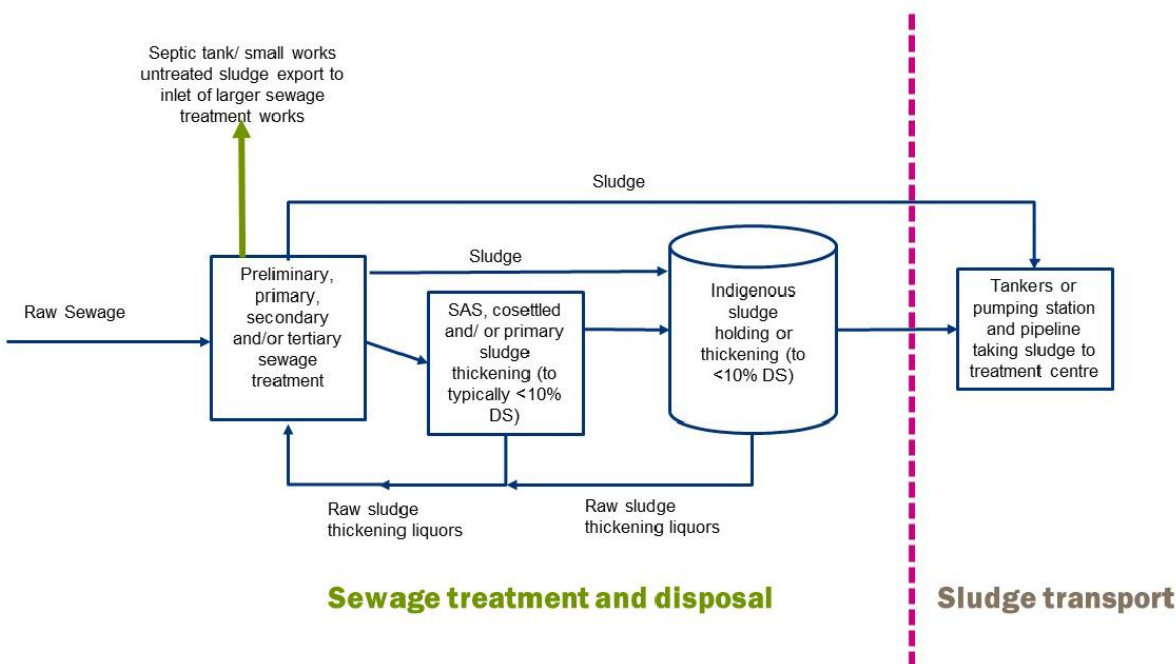 Septic tank/ small works
untreated sludge export to
inlet of larger sewage
treatment works
Sludge
Sludge
Raw Sewage
Preliminary,
primary,
secondary
and/or tertiary
sewage
treatment
SAS, cosettled
and/ or primary
sludge
thickening (to
typically <10%
DS)
Indigenous
sludge
holding or
thickening (to
<10% DS)
Tankers or
pumping station
and pipeline
taking sludge to
treatment centre
Raw sludge
thickening liquors
Raw sludge
thickening liquors
Sewage treatment and disposal
Sludge transport